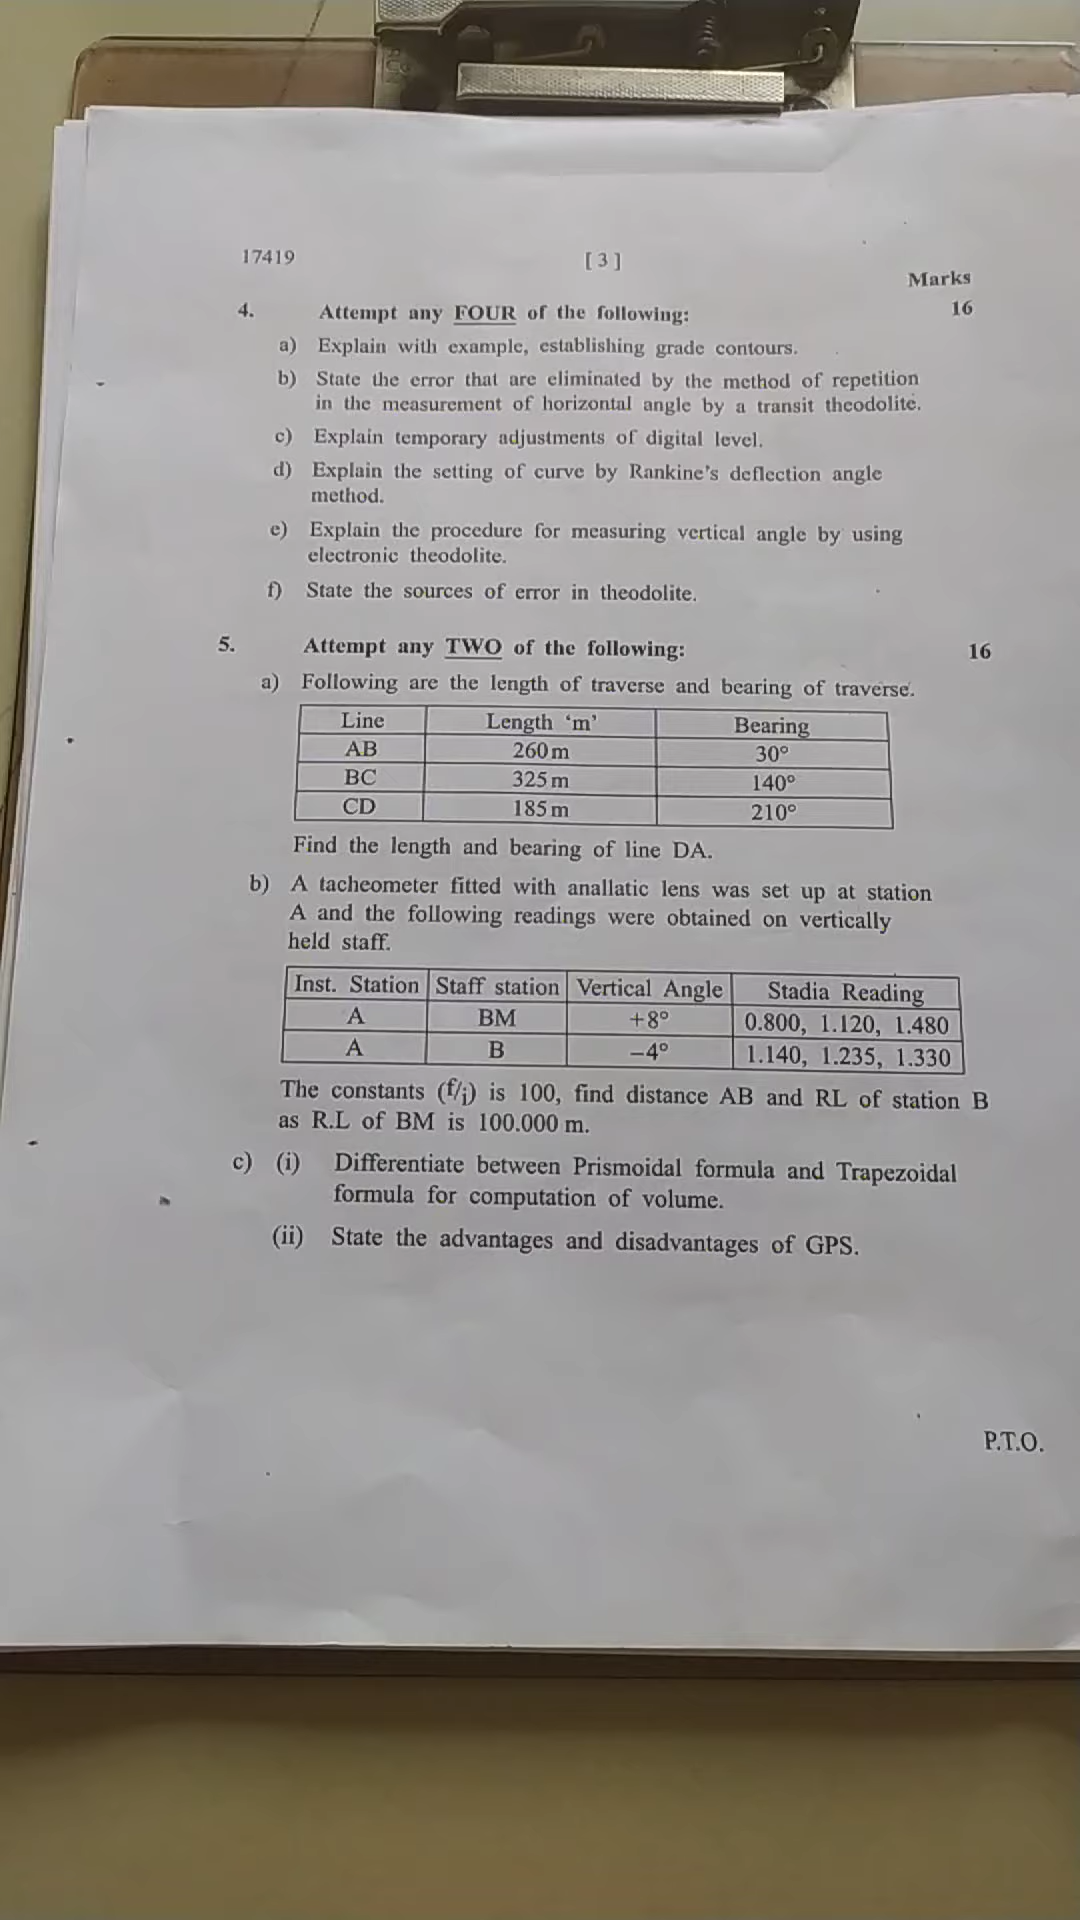 17419
[ 3 ]
Marks
4. Attempt any FOUR of the following: 16
a) Explain with example, establishing grade contours.
b) State the error that are eliminated by the method of repetition
in the measurement of horizontal angle by a transit theodolite.
c) Explain temporary adjustments of digital level.
d) Explain the setting of curve by Rankine's deflection angle
method.
e) Explain the procedure for measuring vertical angle by using
electronic theodolite.
f) State the sources of error in theodolite.
5. Attempt any TWO of the following: 16
a) Following are the length of traverse and bearing of traverse.
Line Length 'm' Bearing
AB 260 m 30°
BC 325 m 140°
CD 185 m 210°
Find the length and bearing of line DA.
b) A tacheometer fitted with anallatic lens was set up at station
A and the following readings were obtained on vertically
held staff.
Inst. Station Staff station Vertical Angle Stadia Reading
A BM +8° 0.800, 1.120, 1.480
A B –4° 1.140, 1.235, 1.330
The constants (f/i) is 100, find distance AB and RL of station B
as R.L of BM is 100.000 m.
c) (i) Differentiate between Prismoidal formula and Trapezoidal
formula for computation of volume.
(ii) State the advantages and disadvantages of GPS.
P.T.O.